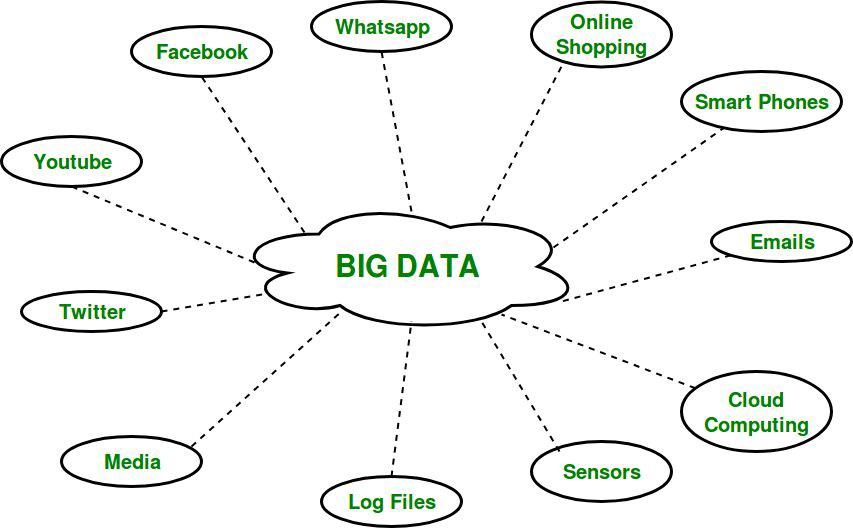 Whatsapp
Online
Shopping
Facebook
Smart Phones
Youtube
Emails
BIG DATA
Twitter
Cloud
Computing
Media
Sensors
Log Files